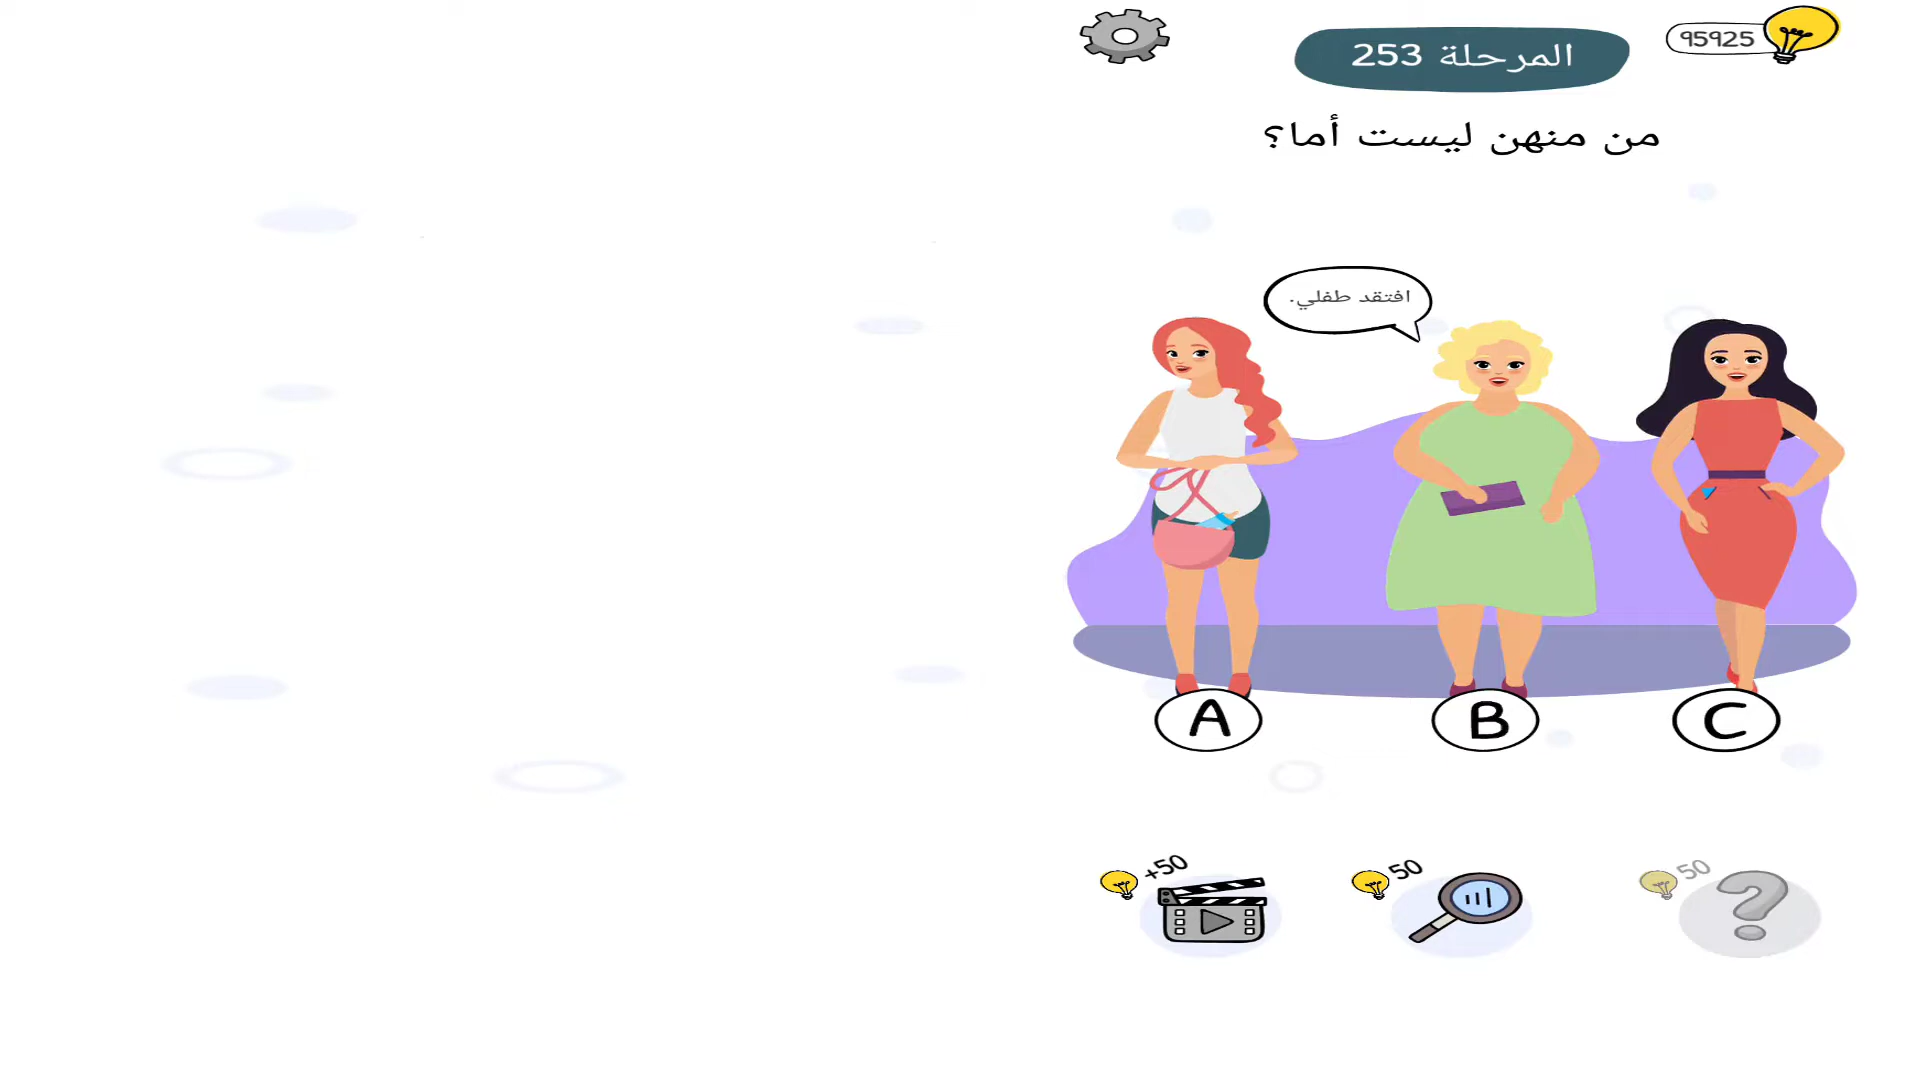 95925
المرحلة 253
من منهن ليست أما؟
افتقد طفلي.
A
B
C
+50
50
50
?